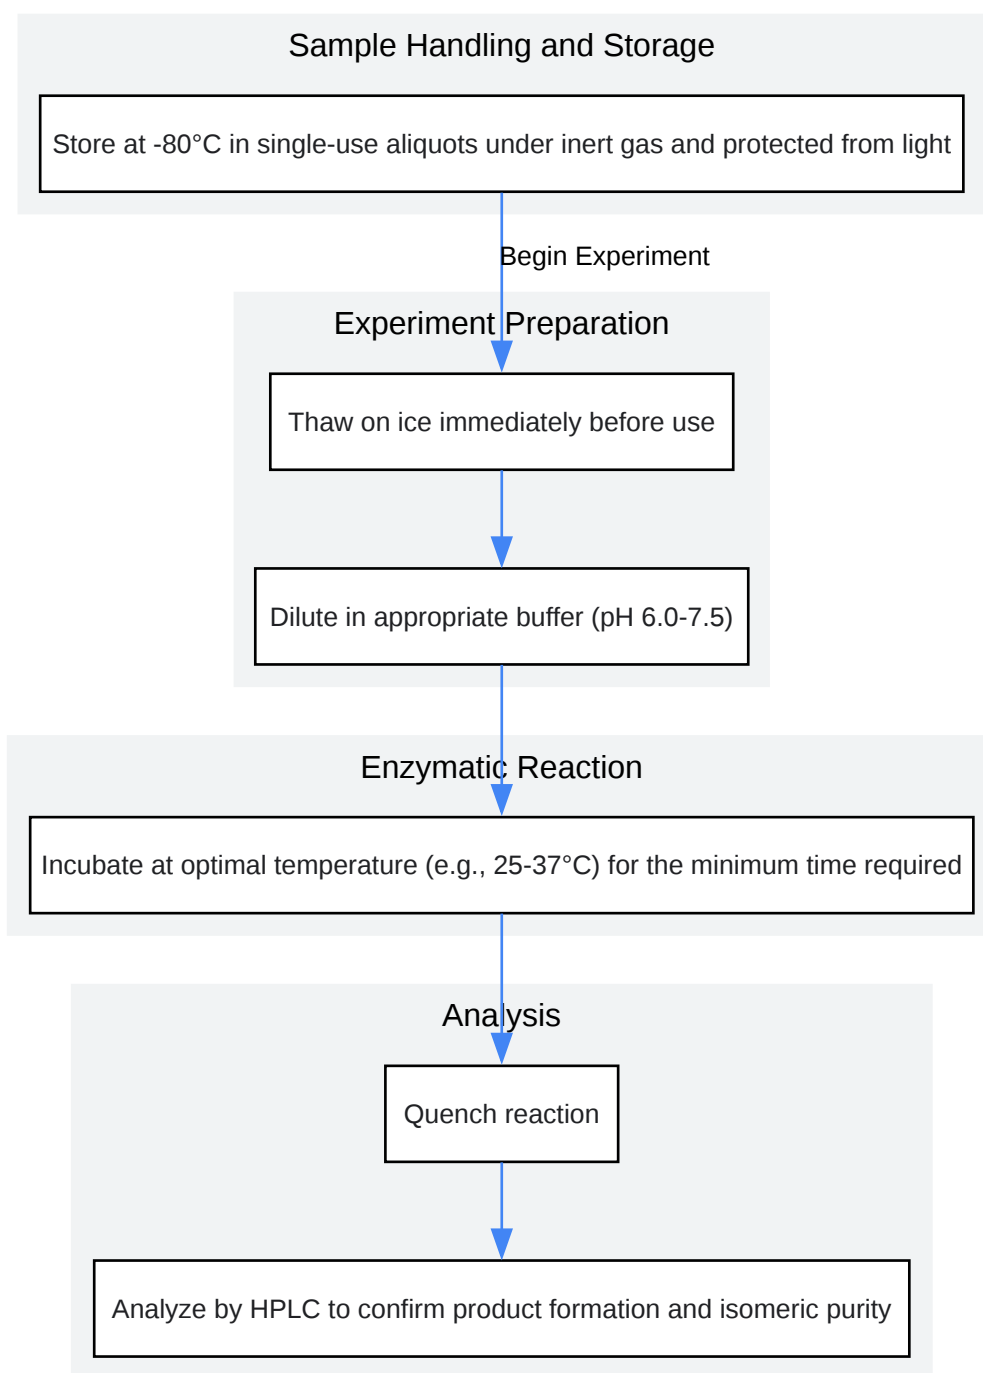 Sample Handling and Storage
Store at -80°C in single-use aliquots under inert gas and protected from light
Begin Experiment
Experiment Preparation
Thaw on ice immediately before use
Dilute in appropriate buffer (pH 6.0-7.5)
Enzymatic Reaction
Incubate at optimal temperature (e.g., 25-37°C) for the minimum time required
Analysis
Quench reaction
Analyze by HPLC to confirm product formation and isomeric purity